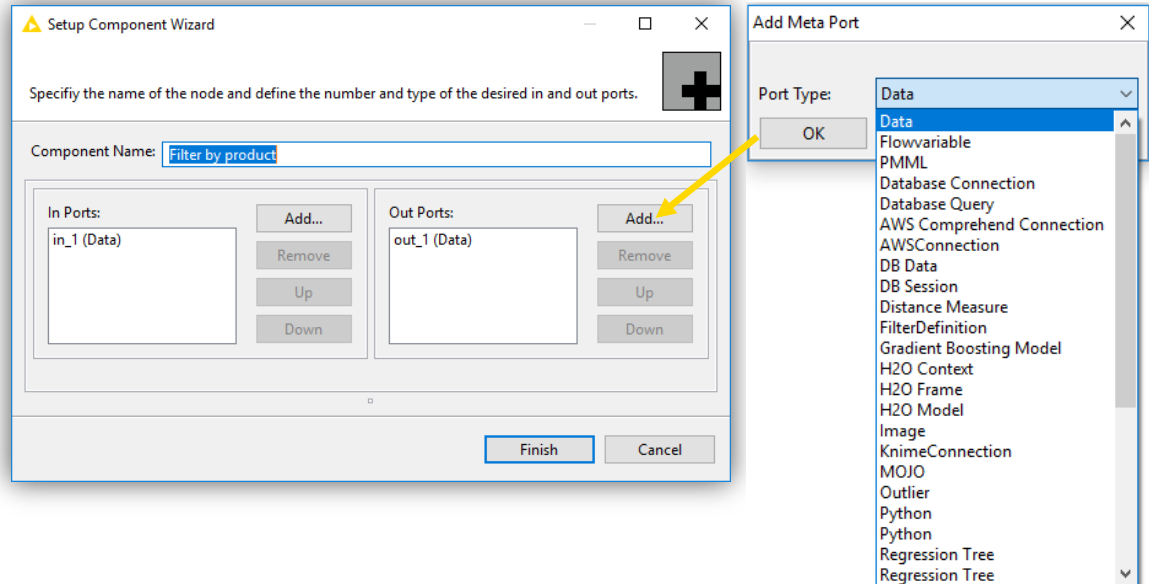 Setup Component Wizard
Specifiy the name of the node and define the number and type of the desired in and out ports.
Component Name: Filter by product
In Ports:
in_1 (Data)
Add...
Remove
Up
Down
Out Ports:
out_1 (Data)
Add...
Remove
Up
Down
Finish
Cancel
Add Meta Port
Port Type: Data
OK
Data
Flowvariable
PMML
Database Connection
Database Query
AWS Comprehend Connection
AWSConnection
DB Data
DB Session
Distance Measure
FilterDefinition
Gradient Boosting Model
H2O Context
H2O Frame
H2O Model
Image
KnimeConnection
MOJO
Outlier
Python
Python
Regression Tree
Regression Tree